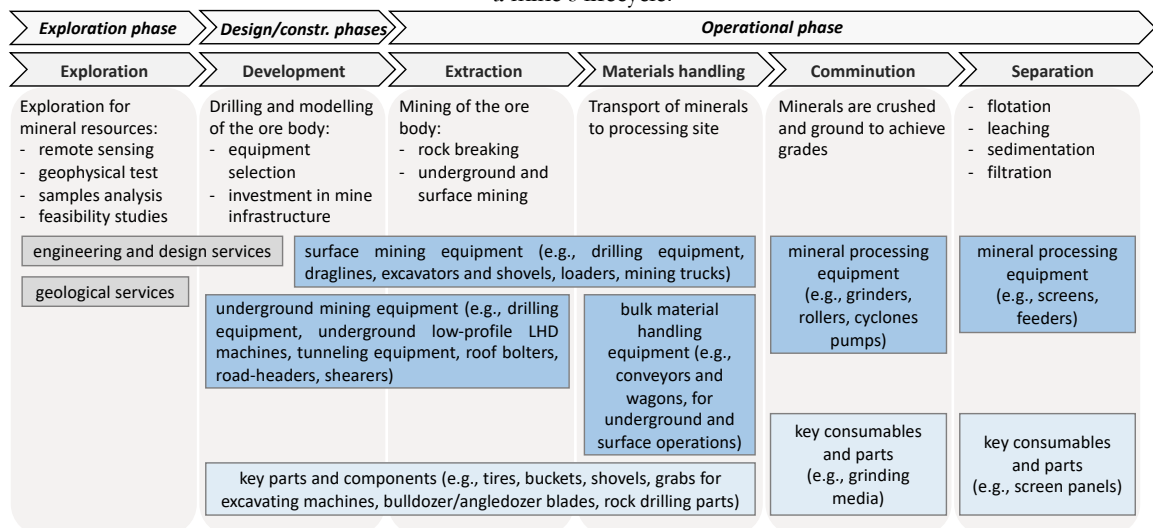 a mine's lifecycle.
Exploration phase
Design/constr. phases
Operational phase
Exploration
Development
Extraction
Materials handling
Comminution
Separation
Exploration for
mineral resources:
- remote sensing
- geophysical test
- samples analysis
- feasibility studies
Drilling and modelling
of the ore body:
- equipment
selection
- investment in mine
infrastructure
Mining of the ore
body:
- rock breaking
- underground and
surface mining
Transport of minerals
to processing site
Minerals are crushed
and ground to achieve
grades
- flotation
- leaching
- sedimentation
- filtration
engineering and design services
geological services
surface mining equipment (e.g., drilling equipment,
draglines, excavators and shovels, loaders, mining trucks)
underground mining equipment (e.g., drilling
equipment, underground low-profile LHD
machines, tunneling equipment, roof bolters,
road-headers, shearers)
bulk material
handling
equipment (e.g.,
conveyors and
wagons, for
underground and
surface operations)
mineral processing
equipment
(e.g., grinders,
rollers, cyclones
pumps)
mineral processing
equipment
(e.g., screens,
feeders)
key parts and components (e.g., tires, buckets, shovels, grabs for
excavating machines, bulldozer/angledozer blades, rock drilling parts)
key consumables
and parts
(e.g., grinding
media)
key consumables
and parts
(e.g., screen panels)